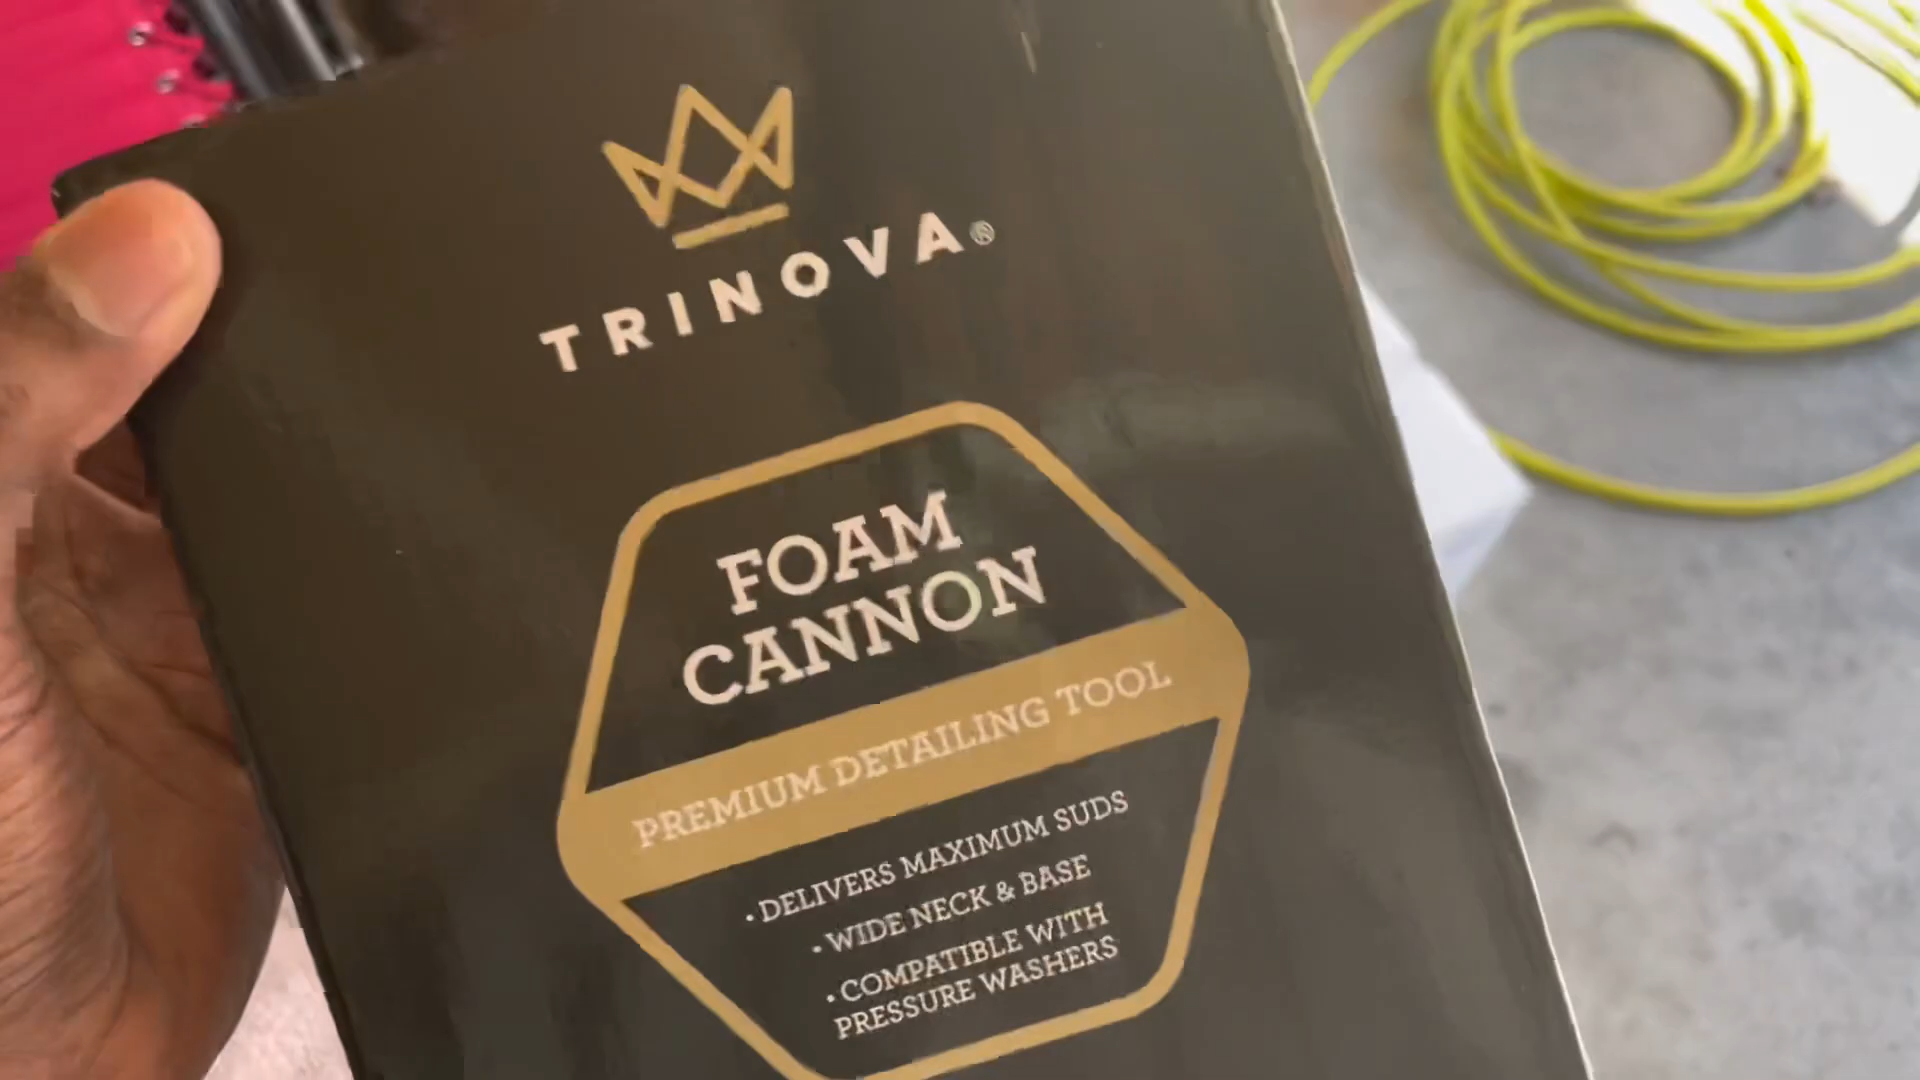 TRINOVA®
FOAM
CANNON
PREMIUM DETAILING TOOL
· DELIVERS MAXIMUM SUDS
· WIDE NECK & BASE
· COMPATIBLE WITH
PRESSURE WASHERS